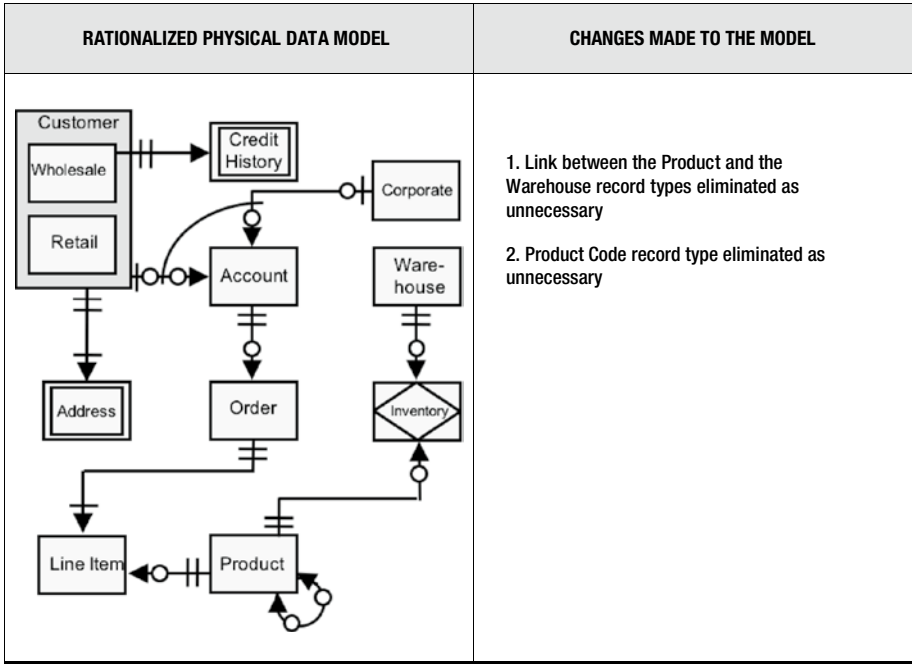 RATIONALIZED PHYSICAL DATA MODEL
CHANGES MADE TO THE MODEL
Customer
Wholesale
Retail
Credit
History
Corporate
Account
Ware-
house
Address
Order
Inventory
Line Item
Product
1. Link between the Product and the
Warehouse record types eliminated as
unnecessary
2. Product Code record type eliminated as
unnecessary